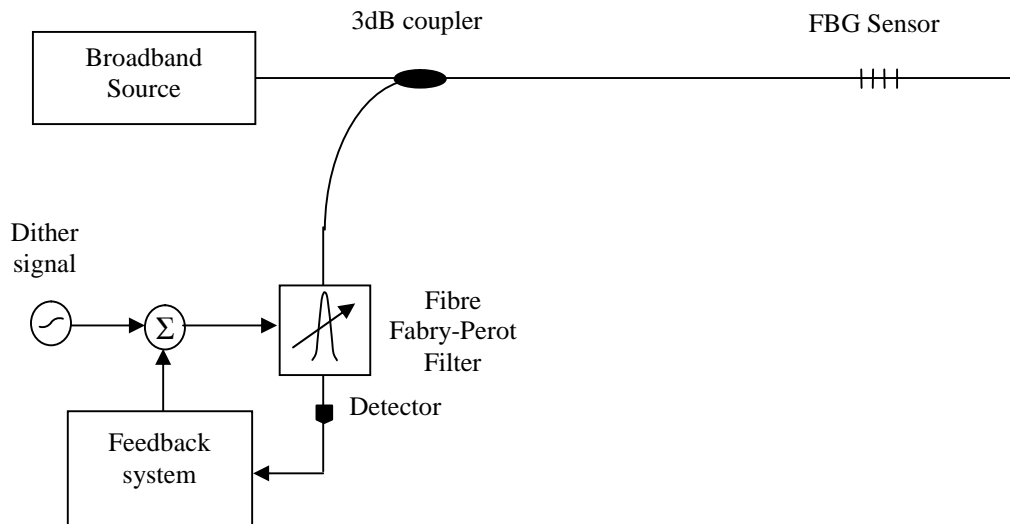 3dB coupler
FBG Sensor
Broadband
Source
Dither
signal
Σ
Fibre
Fabry-Perot
Filter
Detector
Feedback
system